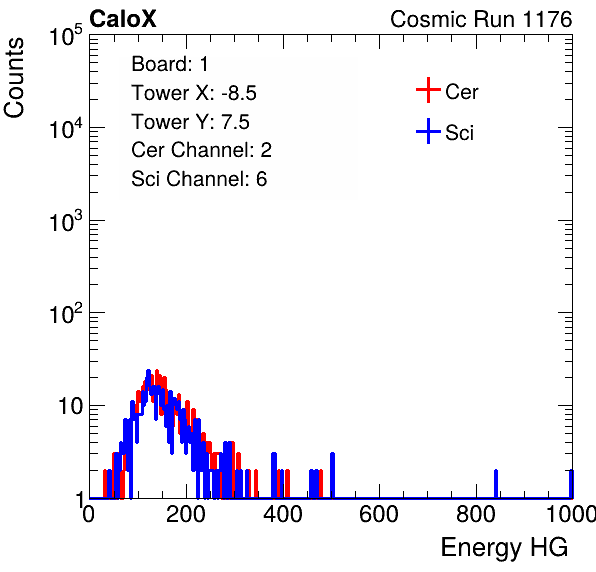 CaloX Cosmic Run 1176
Counts
Board: 1
Tower X: -8.5
Tower Y: 7.5
Cer Channel: 2
Sci Channel: 6
Cer
Sci
10^5
10^4
10^3
10^2
10
1
0 200 400 600 800 1000
Energy HG